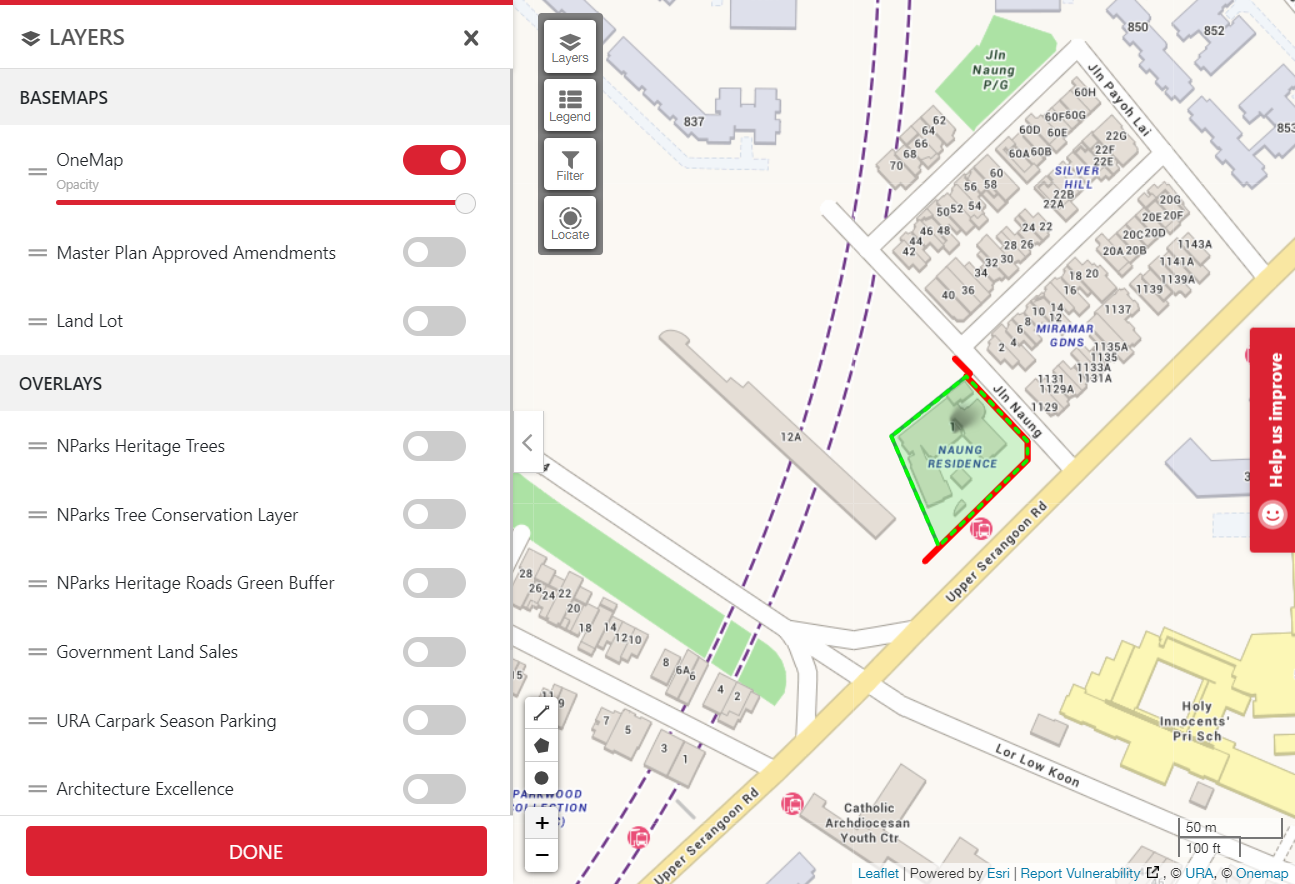 LAYERS
BASEMAPS
OneMap
Opacity
Master Plan Approved Amendments
Land Lot
OVERLAYS
NParks Heritage Trees
NParks Tree Conservation Layer
NParks Heritage Roads Green Buffer
Government Land Sales
URA Carpark Season Parking
Architecture Excellence
DONE
Layers
Legend
Filter
Locate
837
850
852
853
Jln
Naung
P/G
Jln Payoh Lai
60H
60F 60G
60D 60E
60A 60B
62
64
66
68
70
22G
22F
22E
SILVER
HILL
22B
22A
60
56 58
50 52 54
46 48
44
42
24 22
28 26
32 30
34
40 36
20G
20E 20F
20C 20D
20A 20B
1143A
1141A
1139A
1139
18 20
16
1137
10 14
12
8
6
2 4
MIRAMAR
GDNS
1135A
1135
1133A
1131 1131A
1129A
1129
Jln Naung
1
NAUNG
RESIDENCE
12A
Upper Serangoon Rd
Help us improve
28
26 24 22
20
18 14
12 10
8 6A 6
4 2
9
7 5
3 1
Holy
Innocents'
Pri Sch
Lor Low Koon
Catholic
Archdiocesan
Youth Ctr
Upper Serangoon Rd
+
−
50 m
100 ft
Leaflet | Powered by Esri | Report Vulnerability , © URA, © Onemap